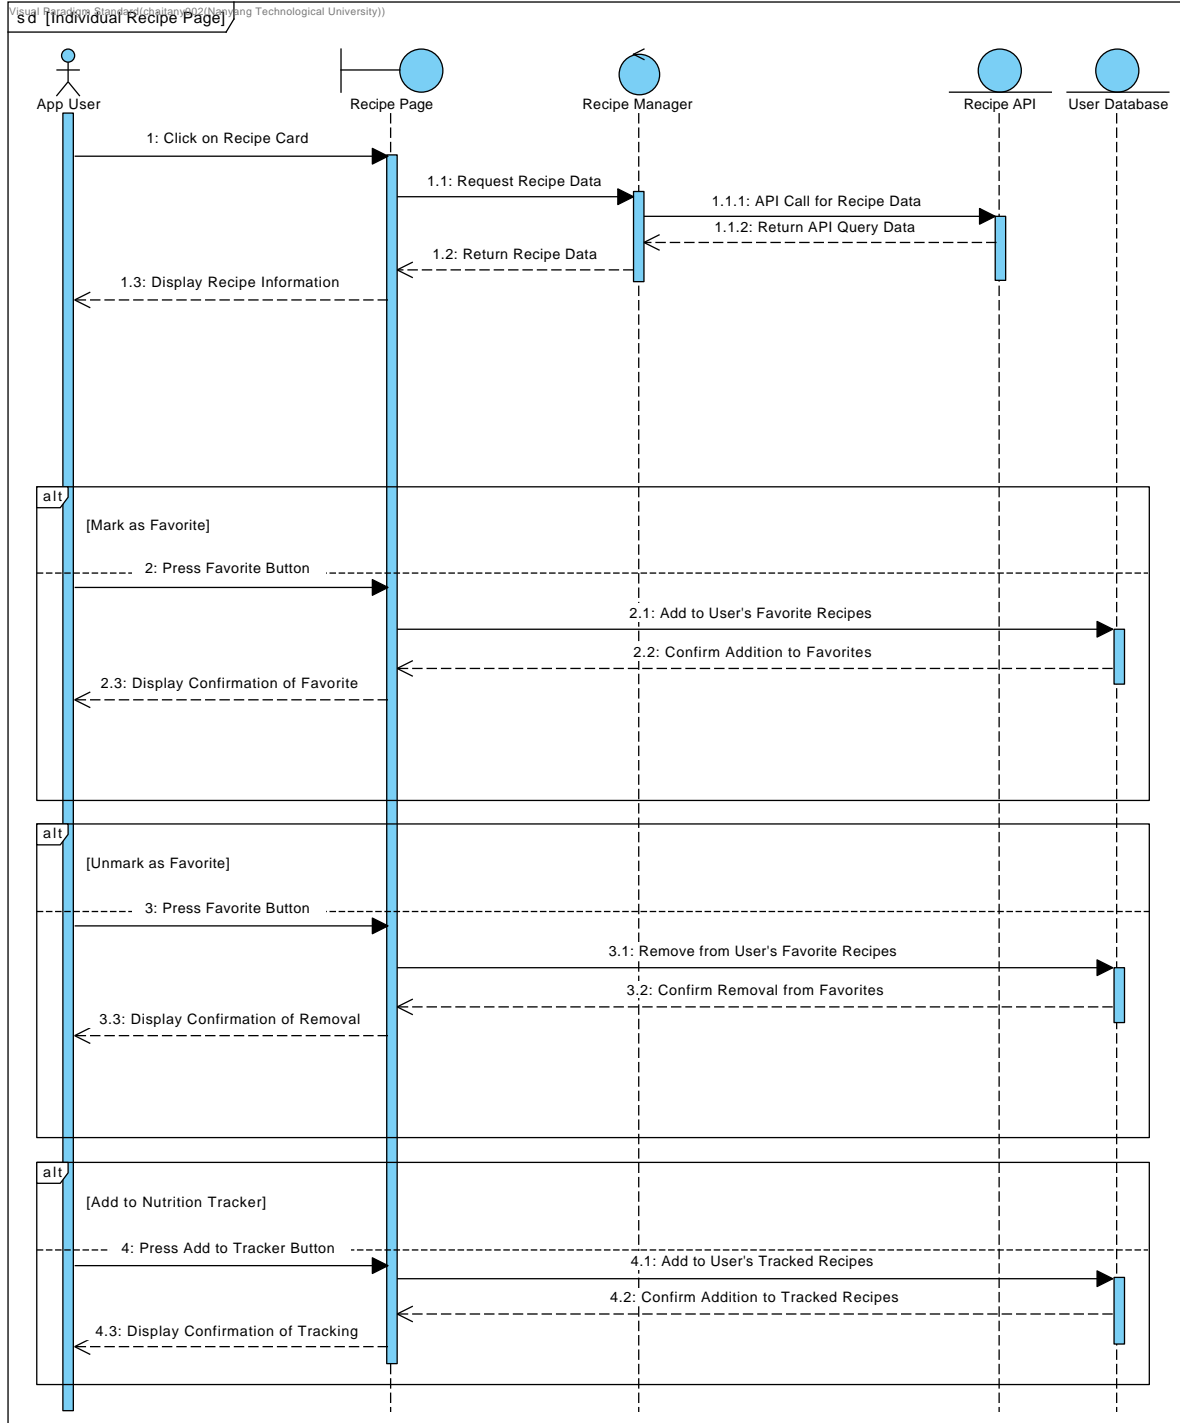 Visual Paradigm Standard(chaitany002(Nanyang Technological University))
sd [Individual Recipe Page]
App User
Recipe Page
Recipe Manager
Recipe API
User Database
1: Click on Recipe Card
1.1: Request Recipe Data
1.1.1: API Call for Recipe Data
1.1.2: Return API Query Data
1.2: Return Recipe Data
1.3: Display Recipe Information
alt
[Mark as Favorite]
2: Press Favorite Button
2.1: Add to User's Favorite Recipes
2.2: Confirm Addition to Favorites
2.3: Display Confirmation of Favorite
alt
[Unmark as Favorite]
3: Press Favorite Button
3.1: Remove from User's Favorite Recipes
3.2: Confirm Removal from Favorites
3.3: Display Confirmation of Removal
alt
[Add to Nutrition Tracker]
4: Press Add to Tracker Button
4.1: Add to User's Tracked Recipes
4.2: Confirm Addition to Tracked Recipes
4.3: Display Confirmation of Tracking